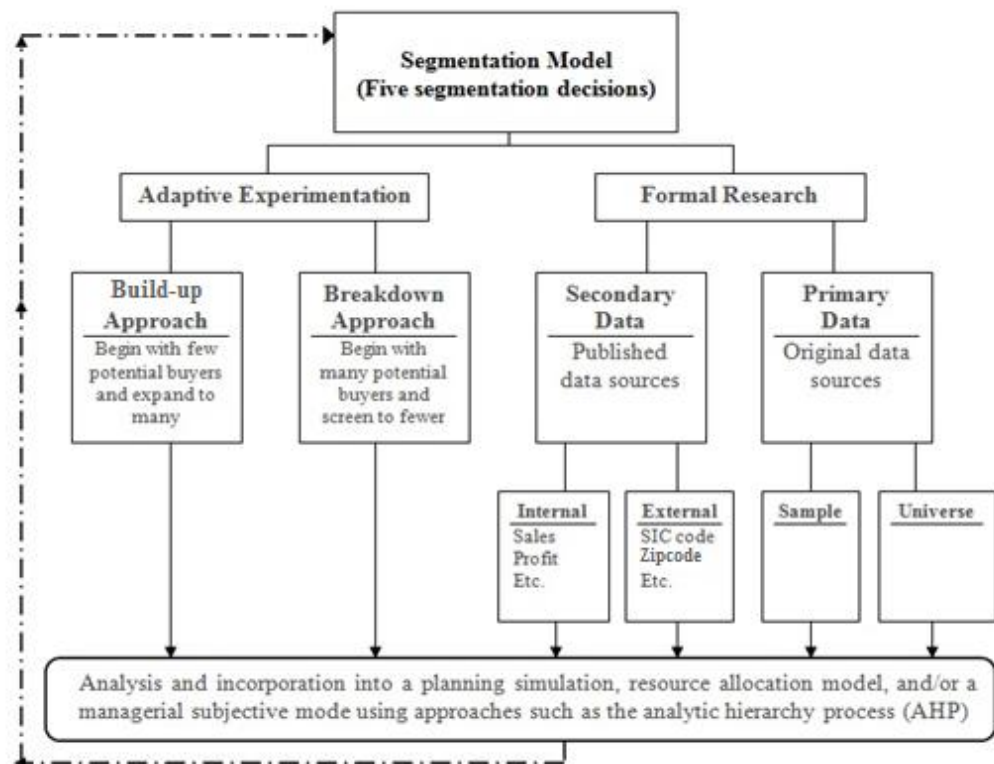 Segmentation Model
(Five segmentation decisions)
Adaptive Experimentation
Formal Research
Build-up
Approach
Begin with few
potential buyers
and expand to
many
Breakdown
Approach
Begin with
many potential
buyers and
screen to fewer
Secondary
Data
Published
data sources
Primary
Data
Original data
sources
Internal
Sales
Profit
Etc.
External
SIC code
Zipcode
Etc.
Sample
Universe
Analysis and incorporation into a planning simulation, resource allocation model, and/or a
managerial subjective mode using approaches such as the analytic hierarchy process (AHP)